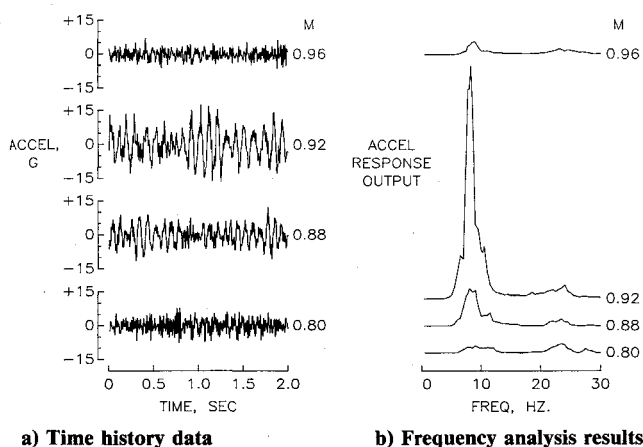 M
+15
0
−15
0.96
+15
ACCEL,
G
0
−15
0.92
+15
0
−15
0.88
+15
0
−15
0.80
0 0.5 1.0 1.5 2.0
TIME, SEC
a) Time history data
M
0.96
ACCEL
RESPONSE
OUTPUT
0.92
0.88
0.80
0 10 20 30
FREQ, HZ.
b) Frequency analysis results